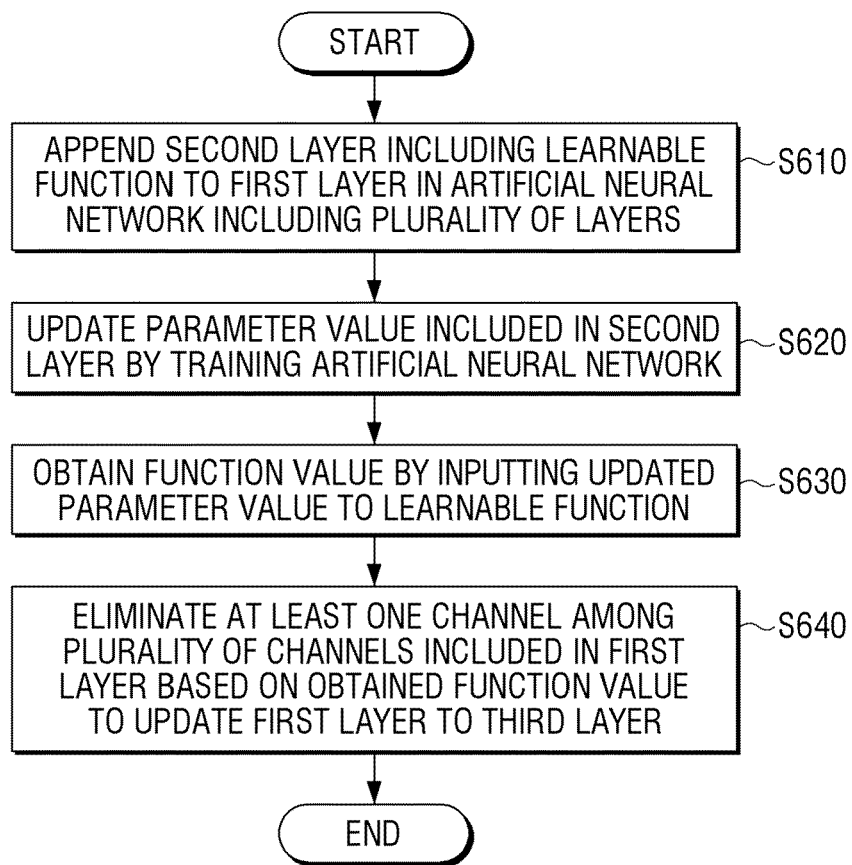 START
APPEND SECOND LAYER INCLUDING LEARNABLE
FUNCTION TO FIRST LAYER IN ARTIFICIAL NEURAL
NETWORK INCLUDING PLURALITY OF LAYERS
S610
UPDATE PARAMETER VALUE INCLUDED IN SECOND
LAYER BY TRAINING ARTIFICIAL NEURAL NETWORK
S620
OBTAIN FUNCTION VALUE BY INPUTTING UPDATED
PARAMETER VALUE TO LEARNABLE FUNCTION
S630
ELIMINATE AT LEAST ONE CHANNEL AMONG
PLURALITY OF CHANNELS INCLUDED IN FIRST
LAYER BASED ON OBTAINED FUNCTION VALUE
TO UPDATE FIRST LAYER TO THIRD LAYER
S640
END